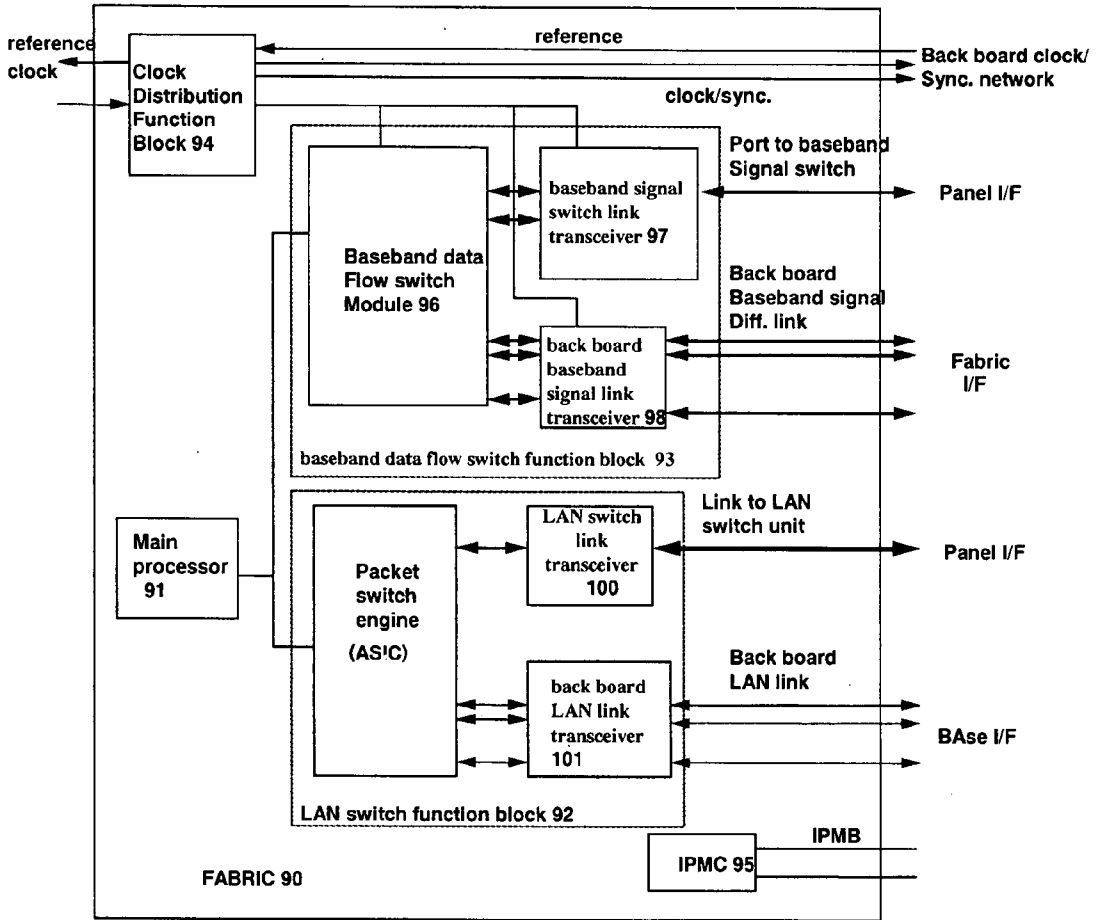 reference
clock
Clock
Distribution
Function
Block 94
reference
clock/sync.
Back board clock/
Sync. network
Port to baseband
Signal switch
Panel I/F
baseband signal
switch link
transceiver 97
Baseband data
Flow switch
Module 96
Back board
Baseband signal
Diff. link
Fabric
I/F
back board
baseband
signal link
transceiver 98
baseband data flow switch function block 93
Main
processor
91
Packet
switch
engine
(ASIC)
LAN switch
link
transceiver
100
Link to LAN
switch unit
Panel I/F
back board
LAN link
transceiver
101
Back board
LAN link
BAse I/F
LAN switch function block 92
IPMC 95
IPMB
FABRIC 90